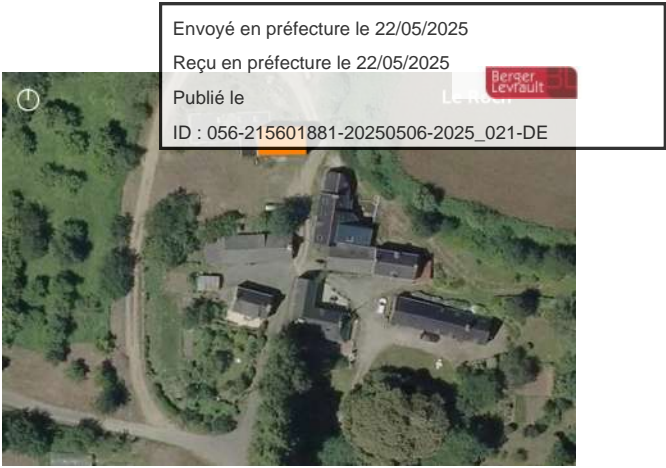 Envoyé en préfecture le 22/05/2025
Reçu en préfecture le 22/05/2025
Publié le
Berger
Levrault
Le Roch
ID : 056-215601881-20250506-2025_021-DE